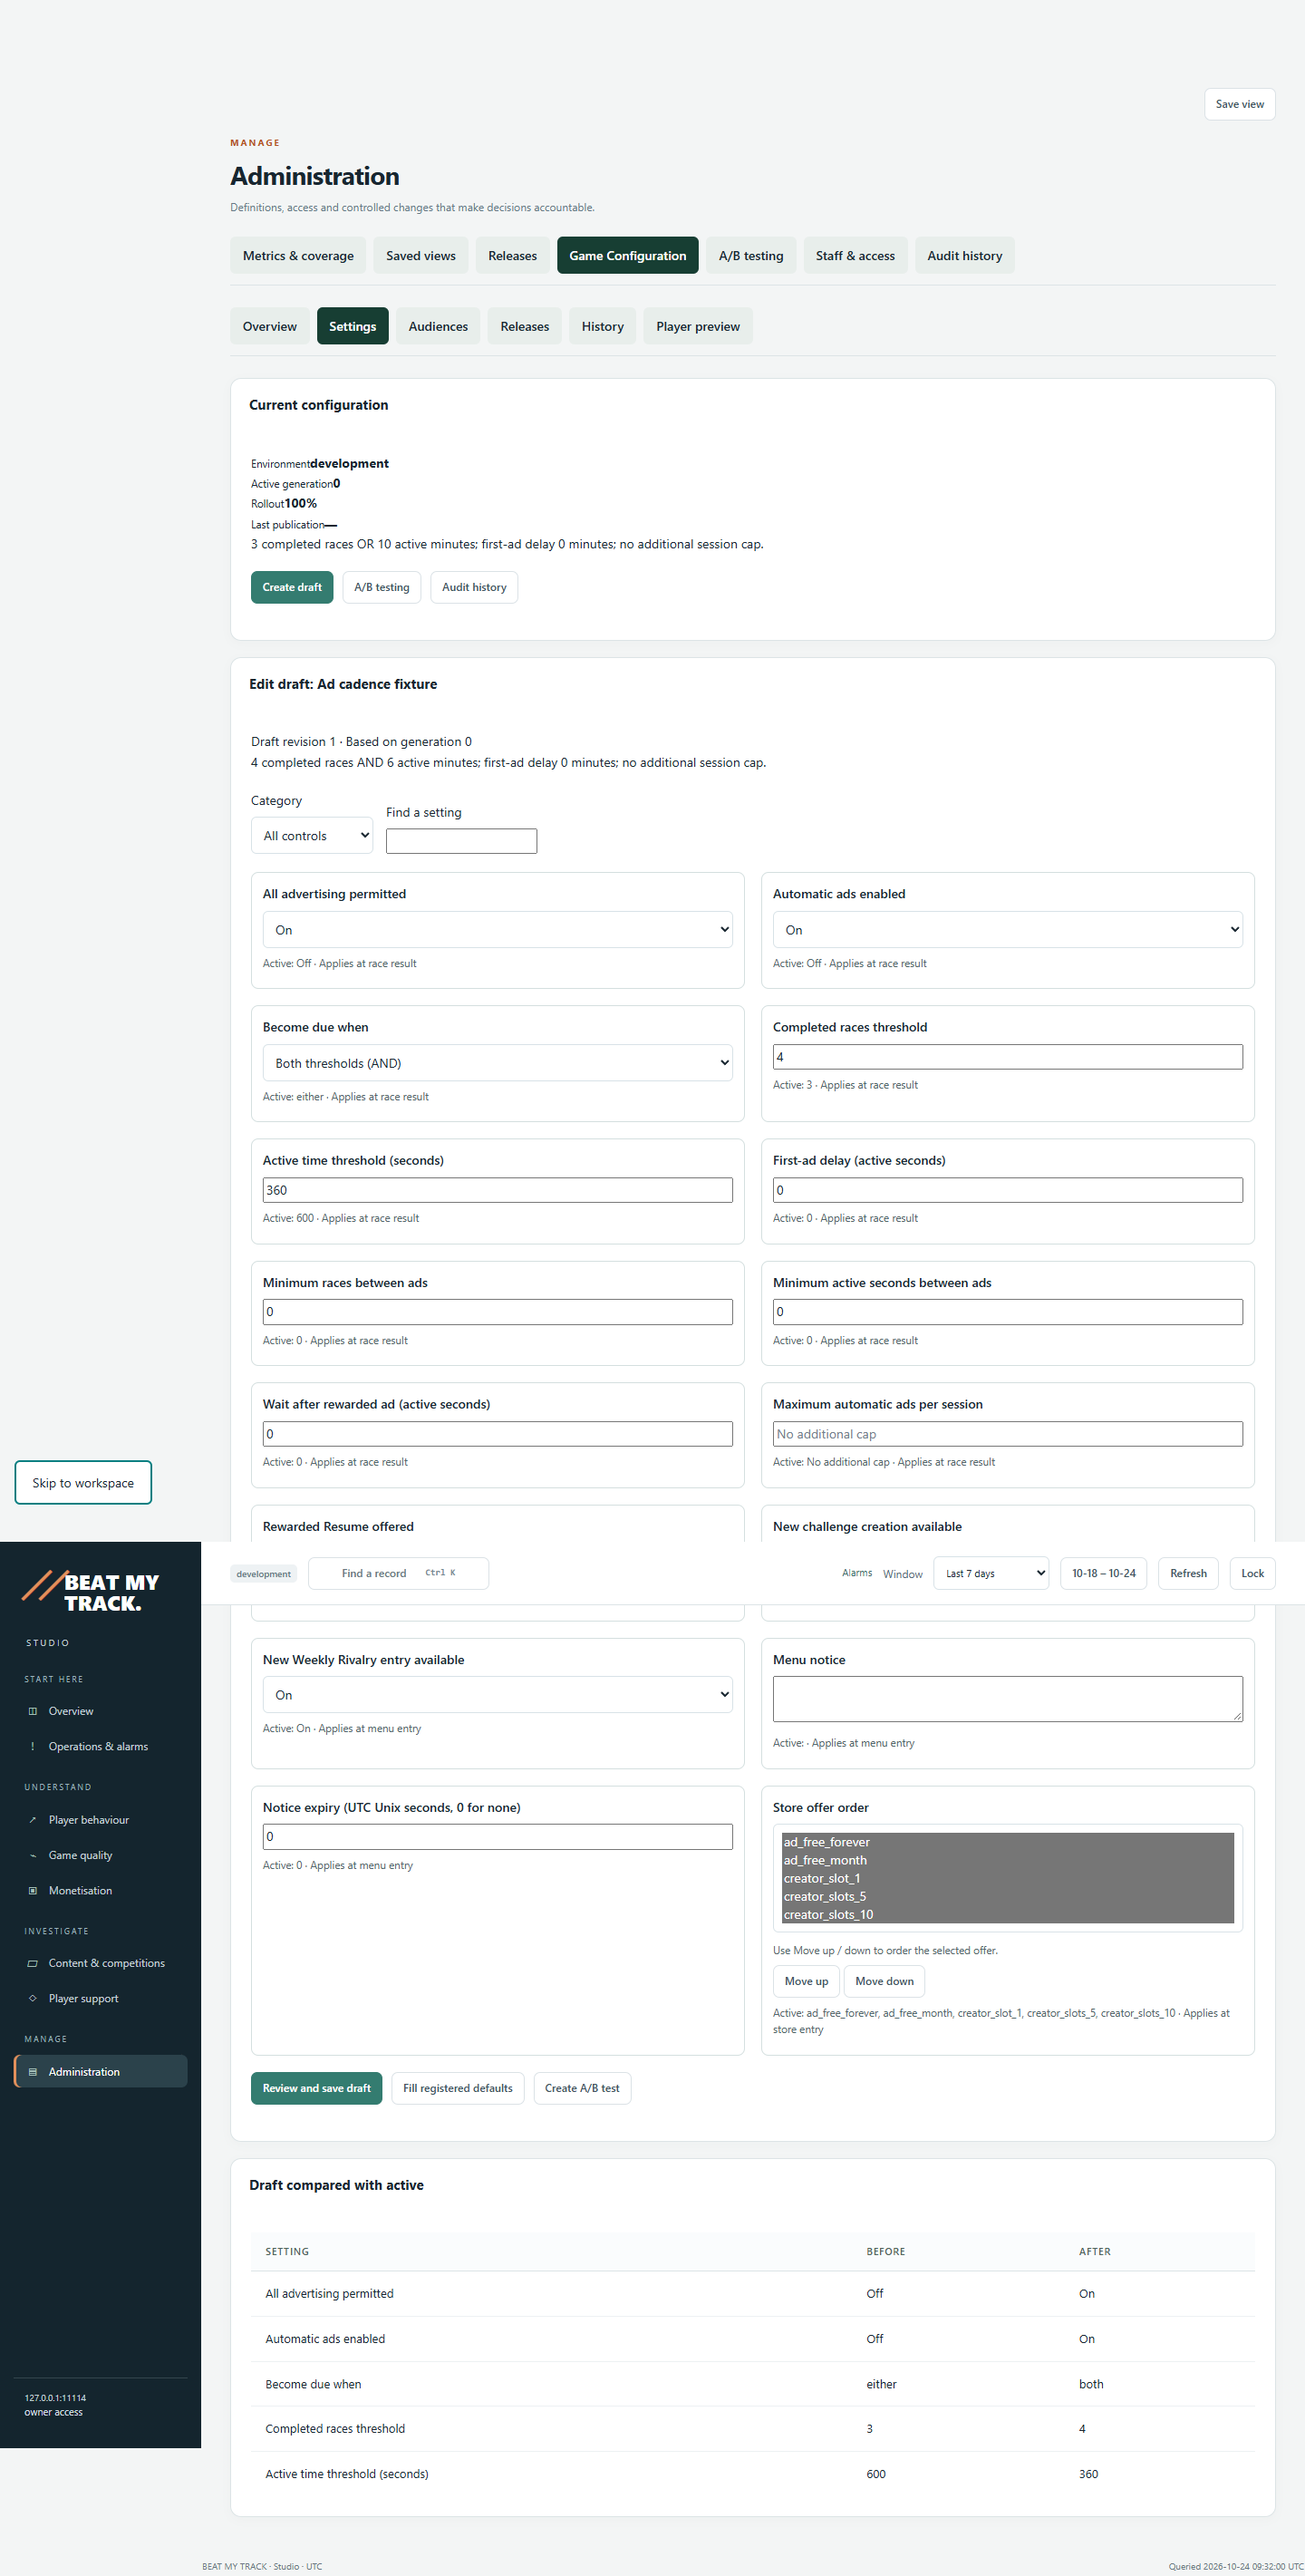 Save view
MANAGE
Administration
Definitions, access and controlled changes that make decisions accountable.
Metrics & coverage
Saved views
Releases
Game Configuration
A/B testing
Staff & access
Audit history
Overview
Settings
Audiences
Releases
History
Player preview
Current configuration
Environmentdevelopment
Active generation0
Rollout100%
Last publication—
3 completed races OR 10 active minutes; first-ad delay 0 minutes; no additional session cap.
Create draft
A/B testing
Audit history
Edit draft: Ad cadence fixture
Draft revision 1 · Based on generation 0
4 completed races AND 6 active minutes; first-ad delay 0 minutes; no additional session cap.
Category
Find a setting
All controls
All advertising permitted
On
Active: Off · Applies at race result
Automatic ads enabled
On
Active: Off · Applies at race result
Become due when
Both thresholds (AND)
Active: either · Applies at race result
Completed races threshold
4
Active: 3 · Applies at race result
Active time threshold (seconds)
360
Active: 600 · Applies at race result
First-ad delay (active seconds)
0
Active: 0 · Applies at race result
Minimum races between ads
0
Active: 0 · Applies at race result
Minimum active seconds between ads
0
Active: 0 · Applies at race result
Wait after rewarded ad (active seconds)
0
Active: 0 · Applies at race result
Maximum automatic ads per session
No additional cap
Active: No additional cap · Applies at race result
Skip to workspace
Rewarded Resume offered
New challenge creation available
BEAT MY
TRACK.
STUDIO
START HERE
Overview
! Operations & alarms
UNDERSTAND
Player behaviour
Game quality
Monetisation
INVESTIGATE
Content & competitions
Player support
MANAGE
Administration
127.0.0.1:11114
owner access
development
Find a record Ctrl K
Alarms
Window
Last 7 days
10-18 – 10-24
Refresh
Lock
New Weekly Rivalry entry available
On
Active: On · Applies at menu entry
Menu notice
Active: · Applies at menu entry
Notice expiry (UTC Unix seconds, 0 for none)
0
Active: 0 · Applies at menu entry
Store offer order
ad_free_forever
ad_free_month
creator_slot_1
creator_slots_5
creator_slots_10
Use Move up / down to order the selected offer.
Move up
Move down
Active: ad_free_forever, ad_free_month, creator_slot_1, creator_slots_5, creator_slots_10 · Applies at
store entry
Review and save draft
Fill registered defaults
Create A/B test
Draft compared with active
SETTING BEFORE AFTER
All advertising permitted Off On
Automatic ads enabled Off On
Become due when either both
Completed races threshold 3 4
Active time threshold (seconds) 600 360
BEAT MY TRACK · Studio · UTC
Queried 2026-10-24 09:32:00 UTC